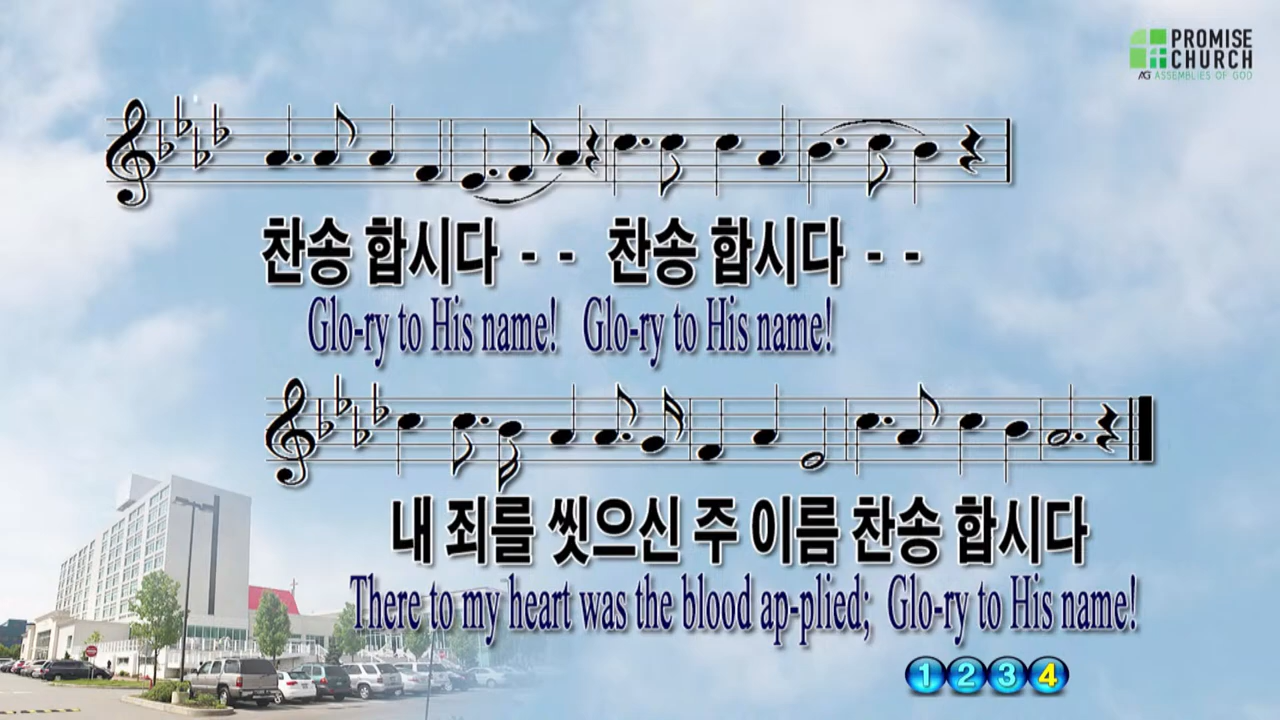 PROMISE
CHURCH
AG ASSEMBLIES OF GOD
찬송 합시다 - - 찬송 합시다 - -
Glo-ry to His name! Glo-ry to His name!
내 죄를 씻으신 주 이름 찬송 합시다
There to my heart was the blood ap-plied; Glo-ry to His name!
1 2 3 4